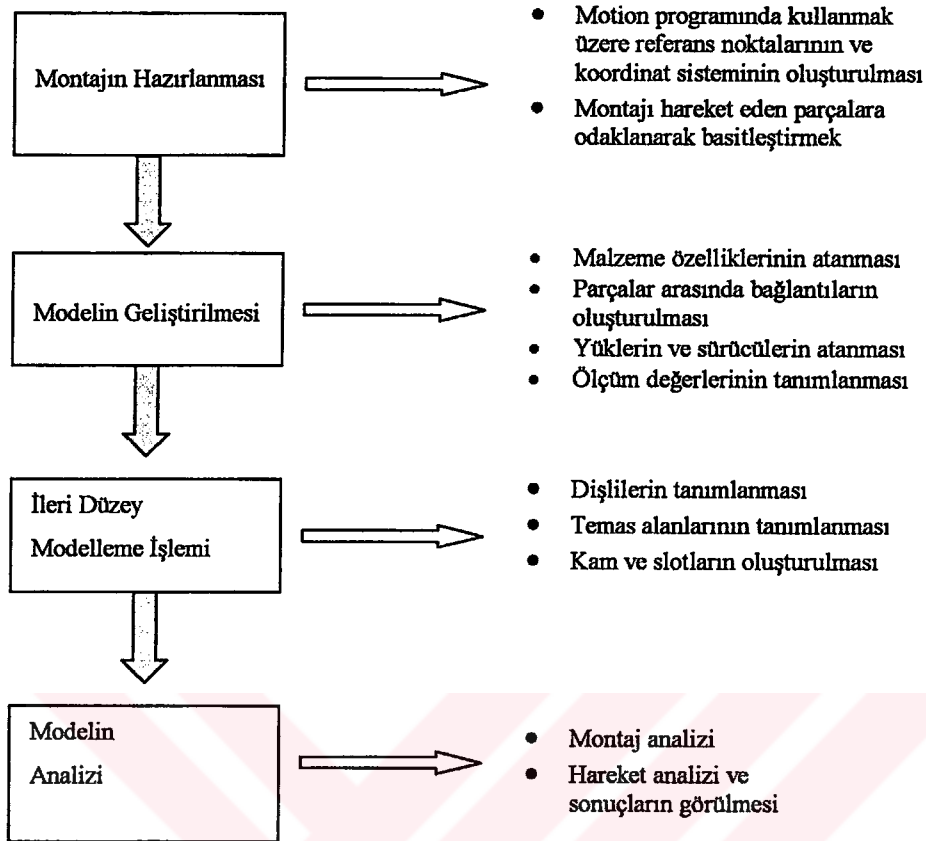 Montajın Hazırlanması
• Motion programında kullanmak
üzere referans noktalarının ve
koordinat sisteminin oluşturulması
• Montajı hareket eden parçalara
odaklanarak basitleştirmek
Modelin Geliştirilmesi
• Malzeme özelliklerinin atanması
• Parçalar arasında bağlantıların
oluşturulması
• Yüklerin ve sürücülerin atanması
• Ölçüm değerlerinin tanımlanması
İleri Düzey
Modelleme İşlemi
• Dişlilerin tanımlanması
• Temas alanlarının tanımlanması
• Kam ve slotların oluşturulması
Modelin
Analizi
• Montaj analizi
• Hareket analizi ve
sonuçların görülmesi